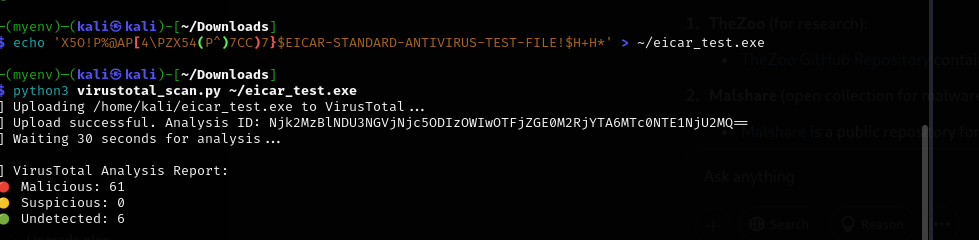 -(myenv)-(kali㉿kali)-[~/Downloads]
$ echo 'X5O!P%@AP[4\PZX54(P^)7CC)7}$EICAR-STANDARD-ANTIVIRUS-TEST-FILE!$H+H*' > ~/eicar_test.exe
-(myenv)-(kali㉿kali)-[~/Downloads]
$ python3 virustotal_scan.py ~/eicar_test.exe
] Uploading /home/kali/eicar_test.exe to VirusTotal...
] Upload successful. Analysis ID: Njk2MzBlNDU3NGVjNjc5ODIzOWIwOTFjZGE0M2RjYTA6MTc0NTE1NjU2MQ==
] Waiting 30 seconds for analysis...
] VirusTotal Analysis Report:
Malicious: 61
Suspicious: 0
Undetected: 6
1. TheZoo (for research):
TheZoo GitHub Repository contai
2. Malshare (open collection for malware
Malshare is a public repository for
Ask anything
Search
Reason